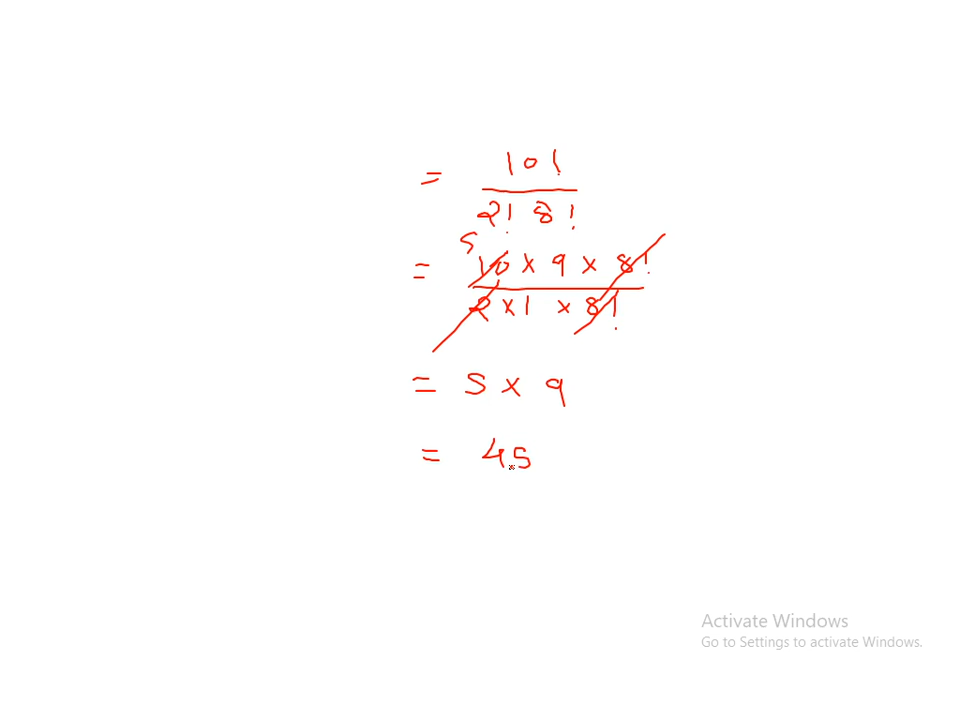 = 10!
2! 8!
5
= 10 x 9 x 8!
2 x 1 x 8!
= 5 x 9
= 45
Activate Windows
Go to Settings to activate Windows.